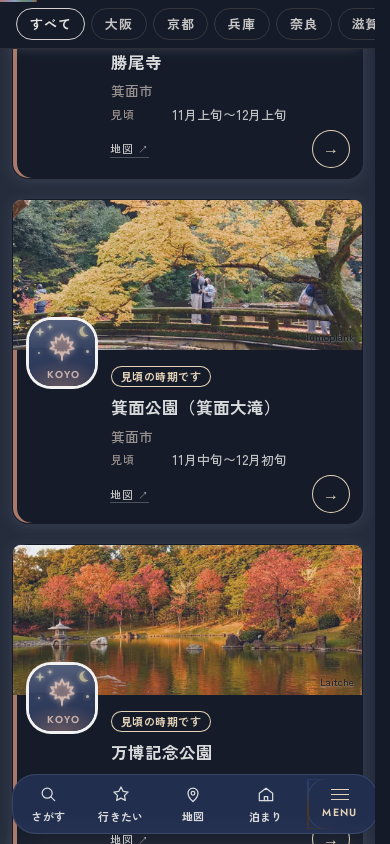 すべて
大阪
京都
兵庫
奈良
滋賀
勝尾寺
箕面市
見頃 11月上旬〜12月上旬
地図 ↗
→
KOYO
見頃の時期です
箕面公園（箕面大滝）
箕面市
見頃 11月中旬〜12月初旬
地図 ↗
→
Laitche
KOYO
見頃の時期です
万博記念公園
さがす
行きたい
地図
泊まり
MENU
地図 ↗